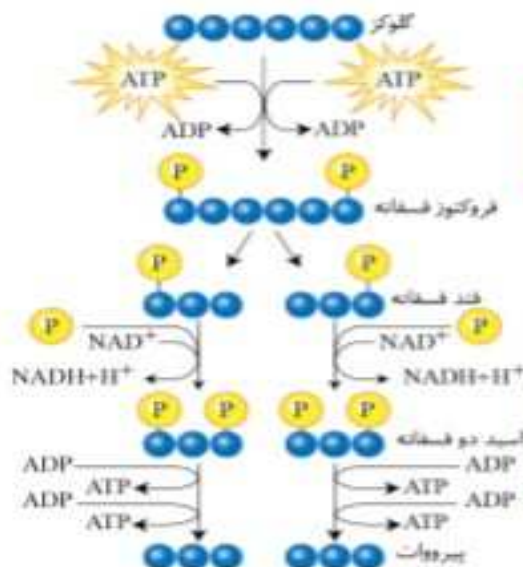 گلوکز
ATP ATP
ADP ADP
P P
فروکتوز فسفاته
P P
قند فسفاته
P P
NAD⁺ NAD⁺
NADH+H⁺ NADH+H⁺
P P P P
اسید دو فسفاته
ADP ADP
ATP ATP
ADP ADP
ATP ATP
پیرووات